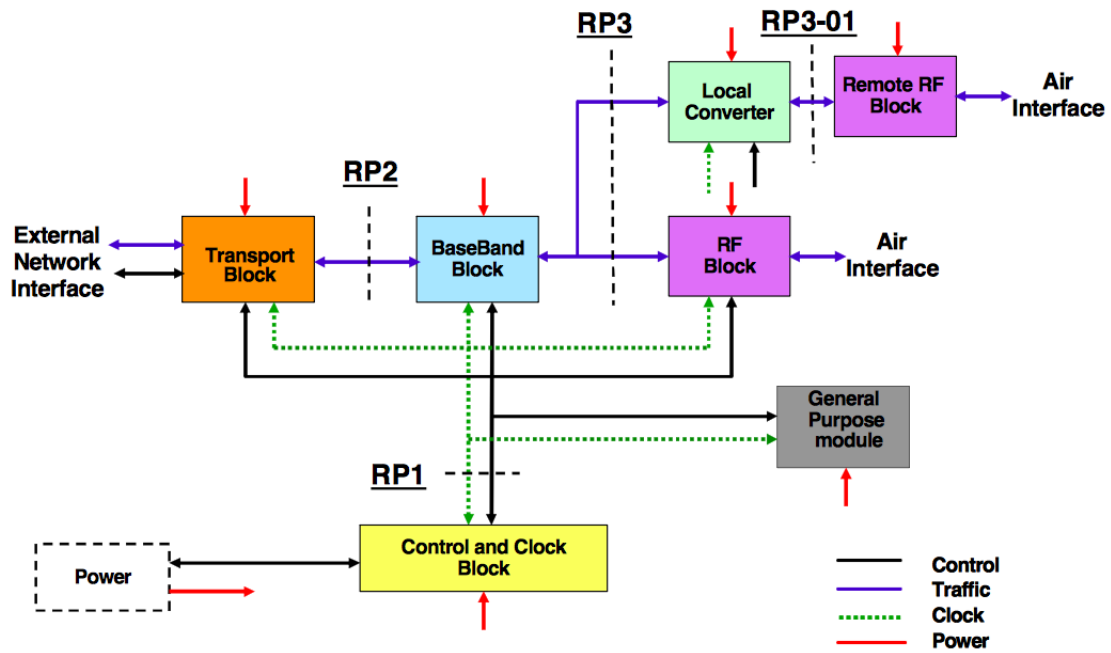 RP3
RP3-01
Local
Converter
Remote RF
Block
Air
Interface
RP2
External
Network
Interface
Transport
Block
BaseBand
Block
RF
Block
Air
Interface
General
Purpose
module
RP1
Control and Clock
Block
Power
Control
Traffic
Clock
Power